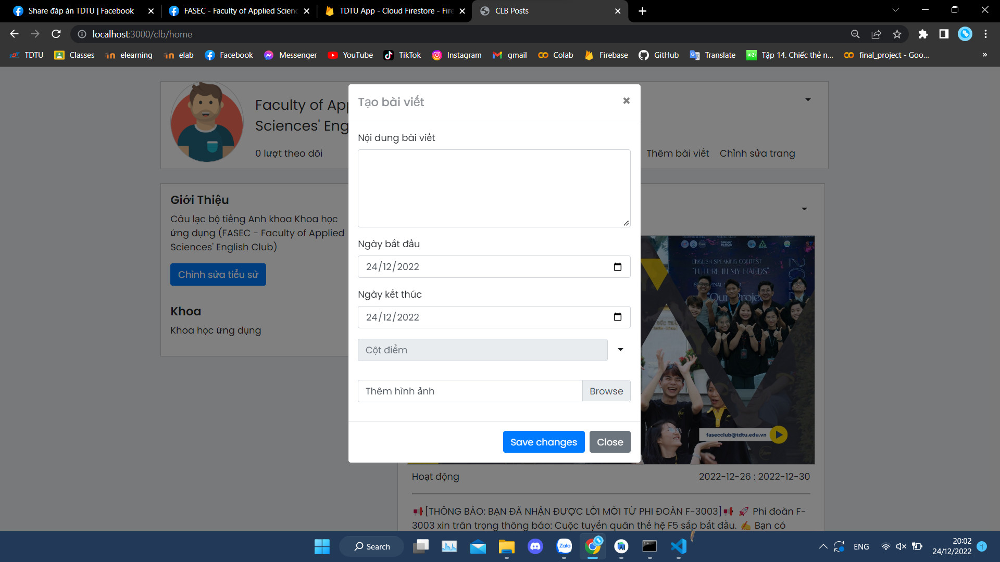 Share đáp án TDTU | Facebook
FASEC - Faculty of Applied Scienc
TDTU App - Cloud Firestore - Fire
CLB Posts
localhost:3000/clb/home
TDTU
Classes
elearning
elab
Facebook
Messenger
YouTube
TikTok
Instagram
gmail
Colab
Firebase
GitHub
Translate
Tập 14. Chiếc thẻ n...
final_project - Goo...
»
Faculty of App
Sciences' Eng
0 lượt theo dõi
Thêm bài viết
Chỉnh sửa trang
Giới Thiệu
Câu lạc bộ tiếng Anh khoa Khoa học
ứng dụng (FASEC - Faculty of Applied
Sciences' English Club)
Chỉnh sửa tiểu sử
Khoa
Khoa học ứng dụng
Tạo bài viết
Nội dung bài viết
Ngày bắt đầu
24/12/2022
Ngày kết thúc
24/12/2022
Cột điểm
Thêm hình ảnh
Browse
Save changes
Close
ENGLISH SPEAKING CONTEST
"FUTURE IN MY HANDS"
fasecclub@tdtu.edu.vn
Hoạt động
2022-12-26 : 2022-12-30
[THÔNG BÁO: BẠN ĐÃ NHẬN ĐƯỢC LỜI MỜI TỪ PHI ĐOÀN F-3003] Phi đoàn F-
3003 xin trân trọng thông báo: Cuộc tuyển quân thế hệ F5 sắp bắt đầu. Bạn có
Search
Zalo
ENG
20:02
24/12/2022
1